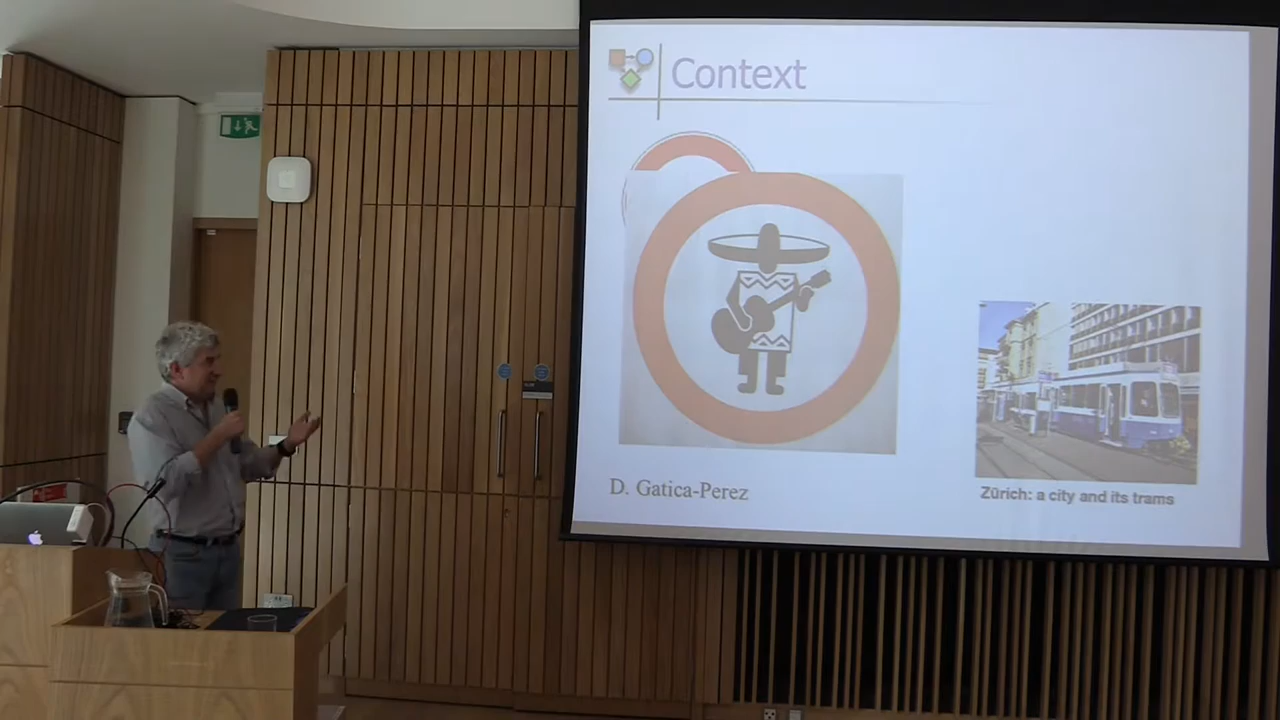 Context
D. Gatica-Perez
Zürich: a city and its trams